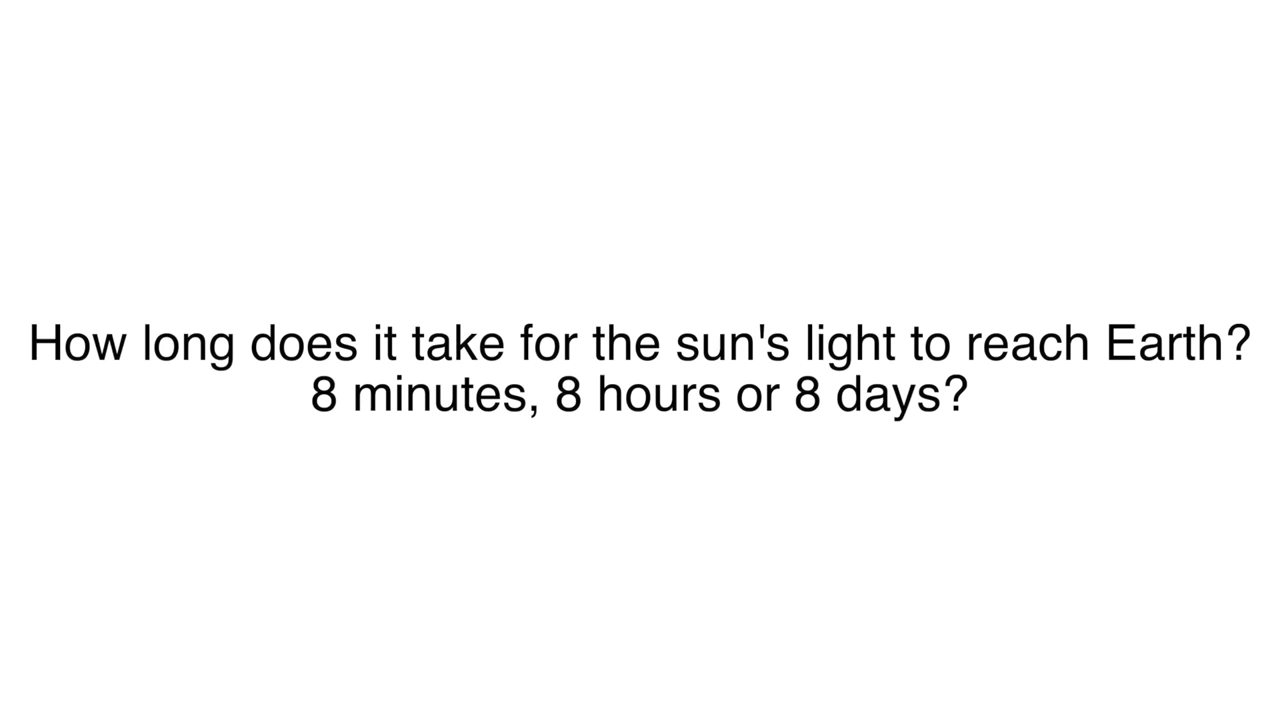 How long does it take for the sun's light to reach Earth?
8 minutes, 8 hours or 8 days?